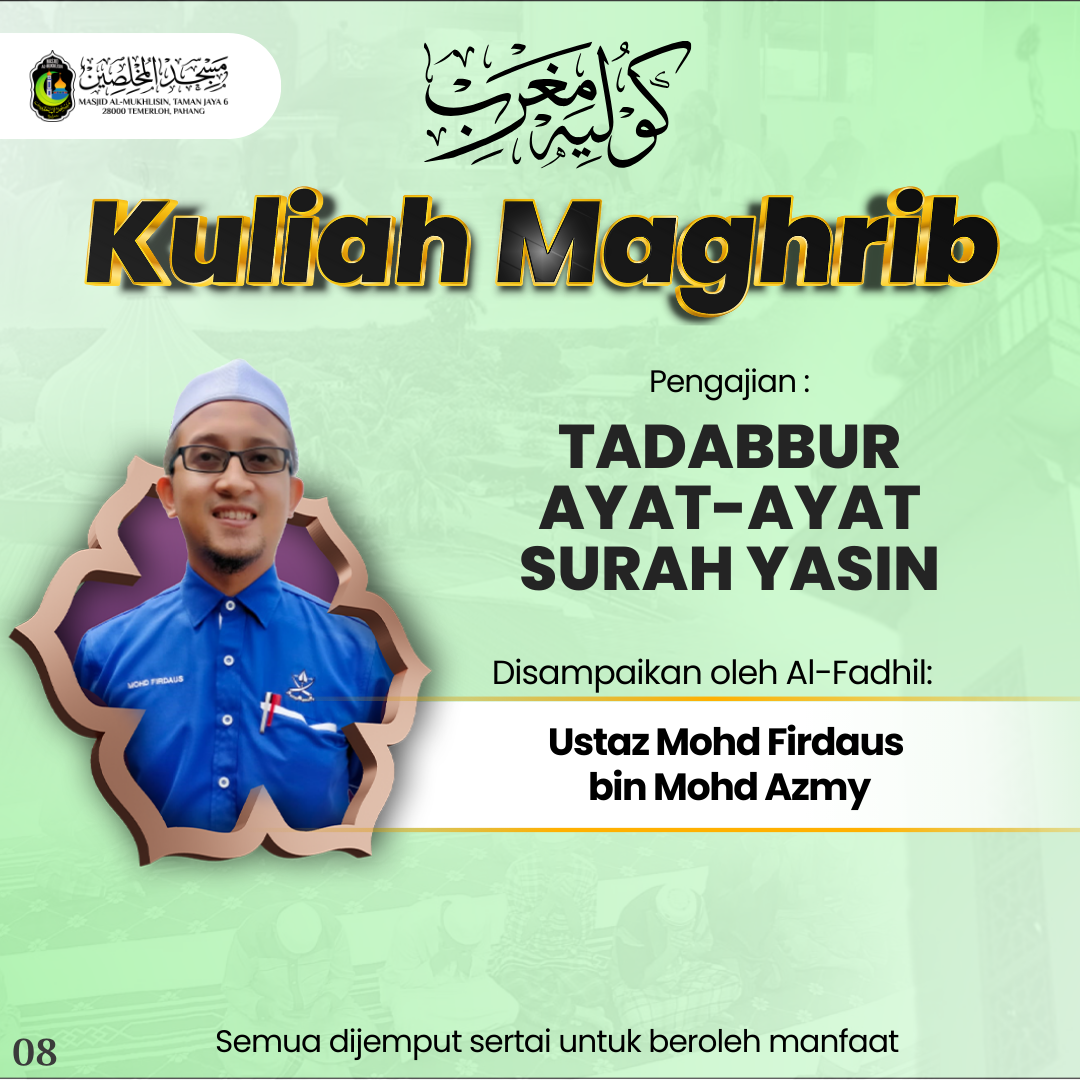 مسجد المخلصين
MASJID AL-MUKHLISIN, TAMAN JAYA 6
28000 TEMERLOH, PAHANG
كوليه مغرب
Kuliah Maghrib
Pengajian :
TADABBUR
AYAT-AYAT
SURAH YASIN
MOHD FIRDAUS
Disampaikan oleh Al-Fadhil:
Ustaz Mohd Firdaus
bin Mohd Azmy
Semua dijemput sertai untuk beroleh manfaat
08